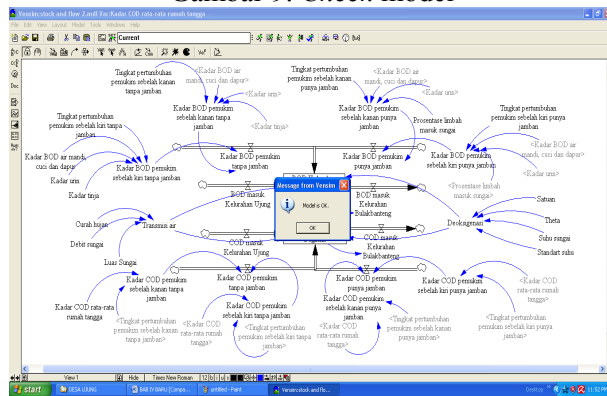 Gambar 9. Check model
Vensim:stock and flow 2.mdl Var:Kadar COD rata-rata rumah tangga
File Edit View Layout Model Tools Windows Help
Current
Tingkat pertumbuhan
pemukim sebelah kanan
tanpa jamban
<Kadar BOD air
mandi, cuci dan dapur>
<Kadar urin>
<Kadar tinja>
Kadar BOD pemukim
sebelah kanan tanpa
jamban
Tingkat pertumbuhan
pemukim sebelah kanan
punya jamban
<Kadar BOD air
mandi, cuci dan dapur>
<Kadar urin>
Kadar BOD pemukim
sebelah kanan punya
jamban
Prosentase limbah
masuk sungai
Tingkat pertumbuhan
pemukim sebelah kiri tanpa
jamban
Tingkat pertumbuhan
pemukim sebelah kiri punya
jamban
<Kadar BOD air
mandi, cuci dan dapur>
<Kadar urin>
Kadar BOD air mandi,
cuci dan dapur
Kadar urin
Kadar tinja
Kadar BOD pemukim
sebelah kiri tanpa jamban
Kadar BOD pemukim
tanpa jamban
Kadar BOD pemukim
punya jamban
Kadar BOD pemukim
sebelah kiri punya jamban
<Prosentase limbah
masuk sungai>
BOD masuk
Kelurahan Ujung
BOD masuk
Kelurahan
Bulakbanteng
Message from Vensim
Model is OK.
OK
Curah hujan
Debit sungai
Luas Sungai
Transmisi air
Deoksigenasi
Satuan
Theta
Suhu sungai
Standart suhu
COD masuk
Kelurahan Ujung
COD masuk
Kelurahan
Bulakbanteng
Kadar COD pemukim
sebelah kanan tanpa
jamban
Kadar COD pemukim
tanpa jamban
Kadar COD pemukim
punya jamban
Kadar COD pemukim
sebelah kiri punya jamban
Kadar COD rata-rata
rumah tangga
Kadar COD pemukim
sebelah kiri tanpa jamban
Kadar COD pemukim
sebelah kanan punya
jamban
<Kadar COD
rata-rata rumah
tangga>
<Tingkat pertumbuhan
pemukim sebelah kanan
tanpa jamban>
<Kadar COD
rata-rata rumah
tangga>
<Tingkat pertumbuhan
pemukim sebelah kiri
tanpa jamban>
<Kadar COD
rata-rata rumah
tangga>
<Tingkat pertumbuhan
pemukim sebelah kanan
punya jamban>
<Tingkat pertumbuhan
pemukim sebelah kiri
punya jamban>
View 1
Hide
Times New Roman
12 b i u s
start
DESA UJUNG
BAB IV BARU [Compa...
untitled - Paint
Vensim:stock and flo...
Desktop
11:52 PM